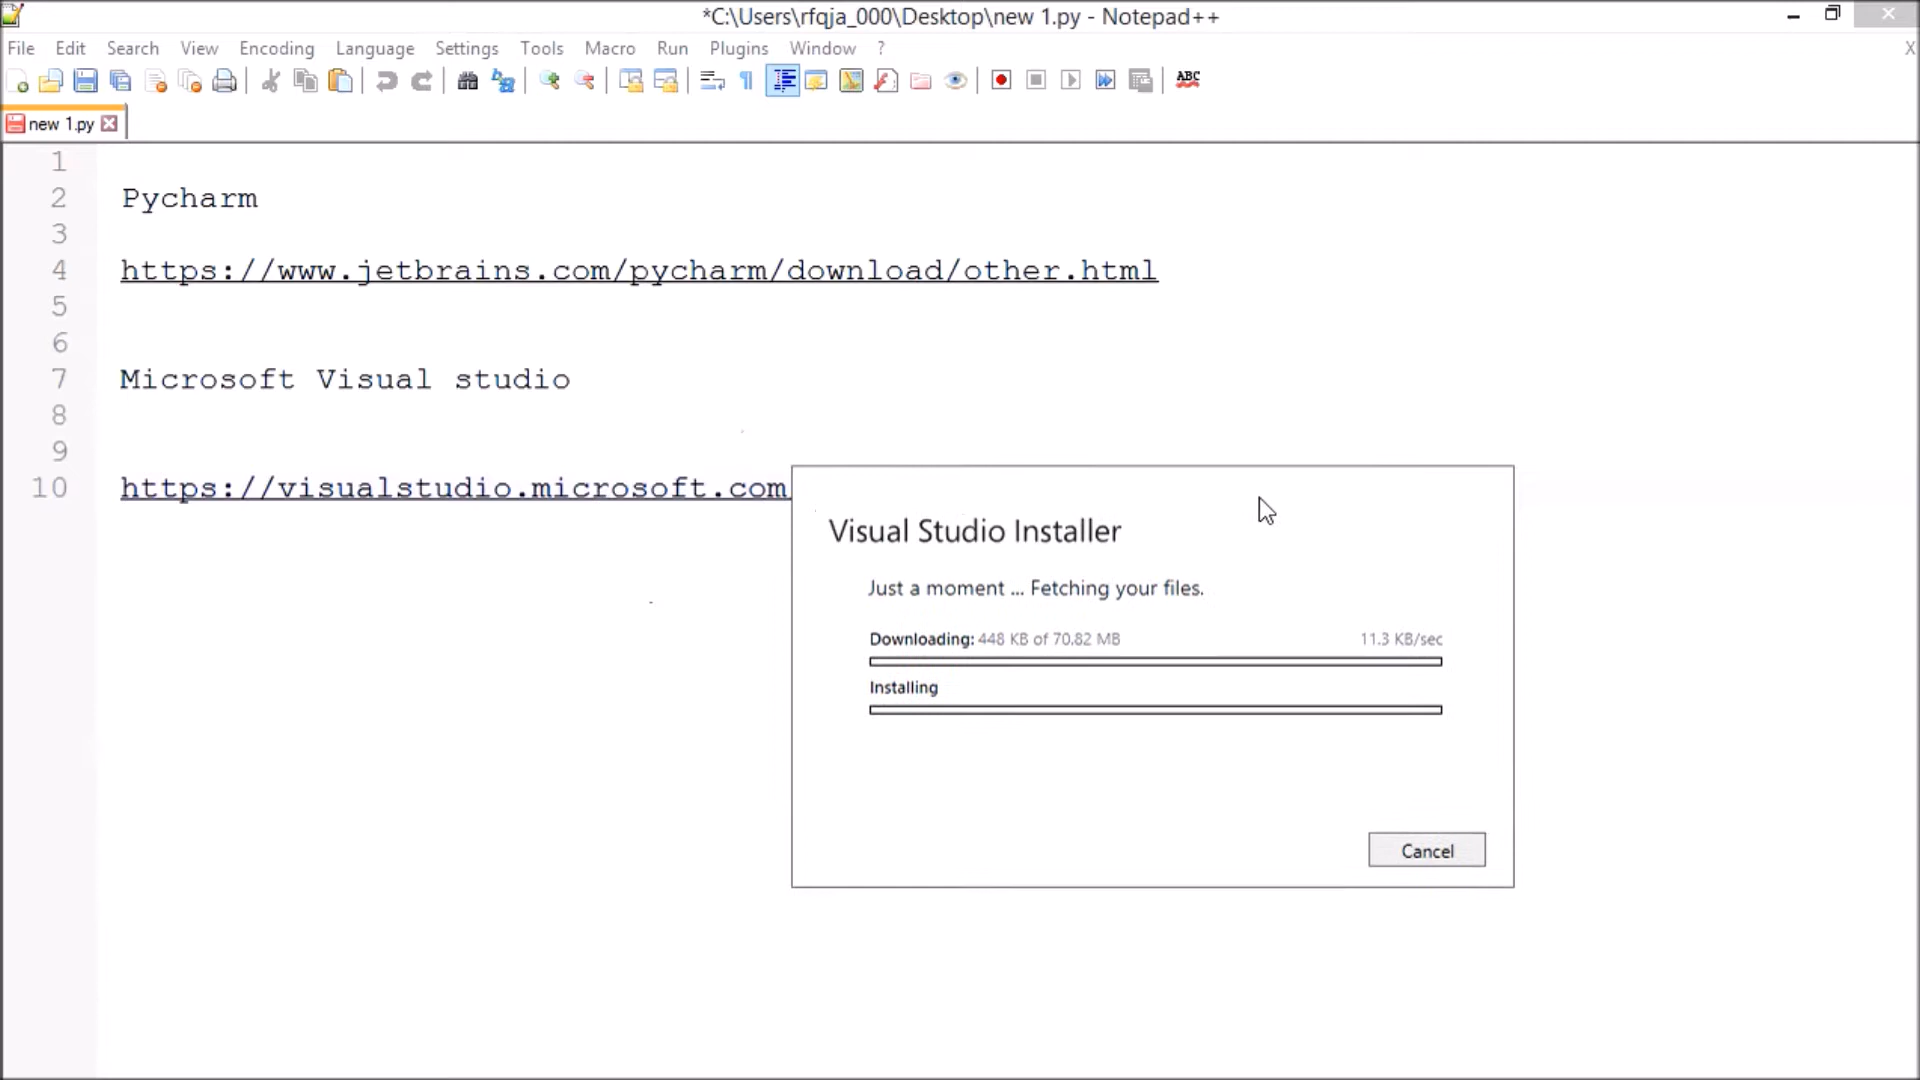 *C:\Users\rfqja_000\Desktop\new 1.py - Notepad++
File Edit Search View Encoding Language Settings Tools Macro Run Plugins Window ? X
ABC
new 1.py
1
2 Pycharm
3
4 https://www.jetbrains.com/pycharm/download/other.html
5
6
7 Microsoft Visual studio
8
9
10 https://visualstudio.microsoft.com
Visual Studio Installer
Just a moment ... Fetching your files.
Downloading: 448 KB of 70.82 MB 11.3 KB/sec
Installing
Cancel